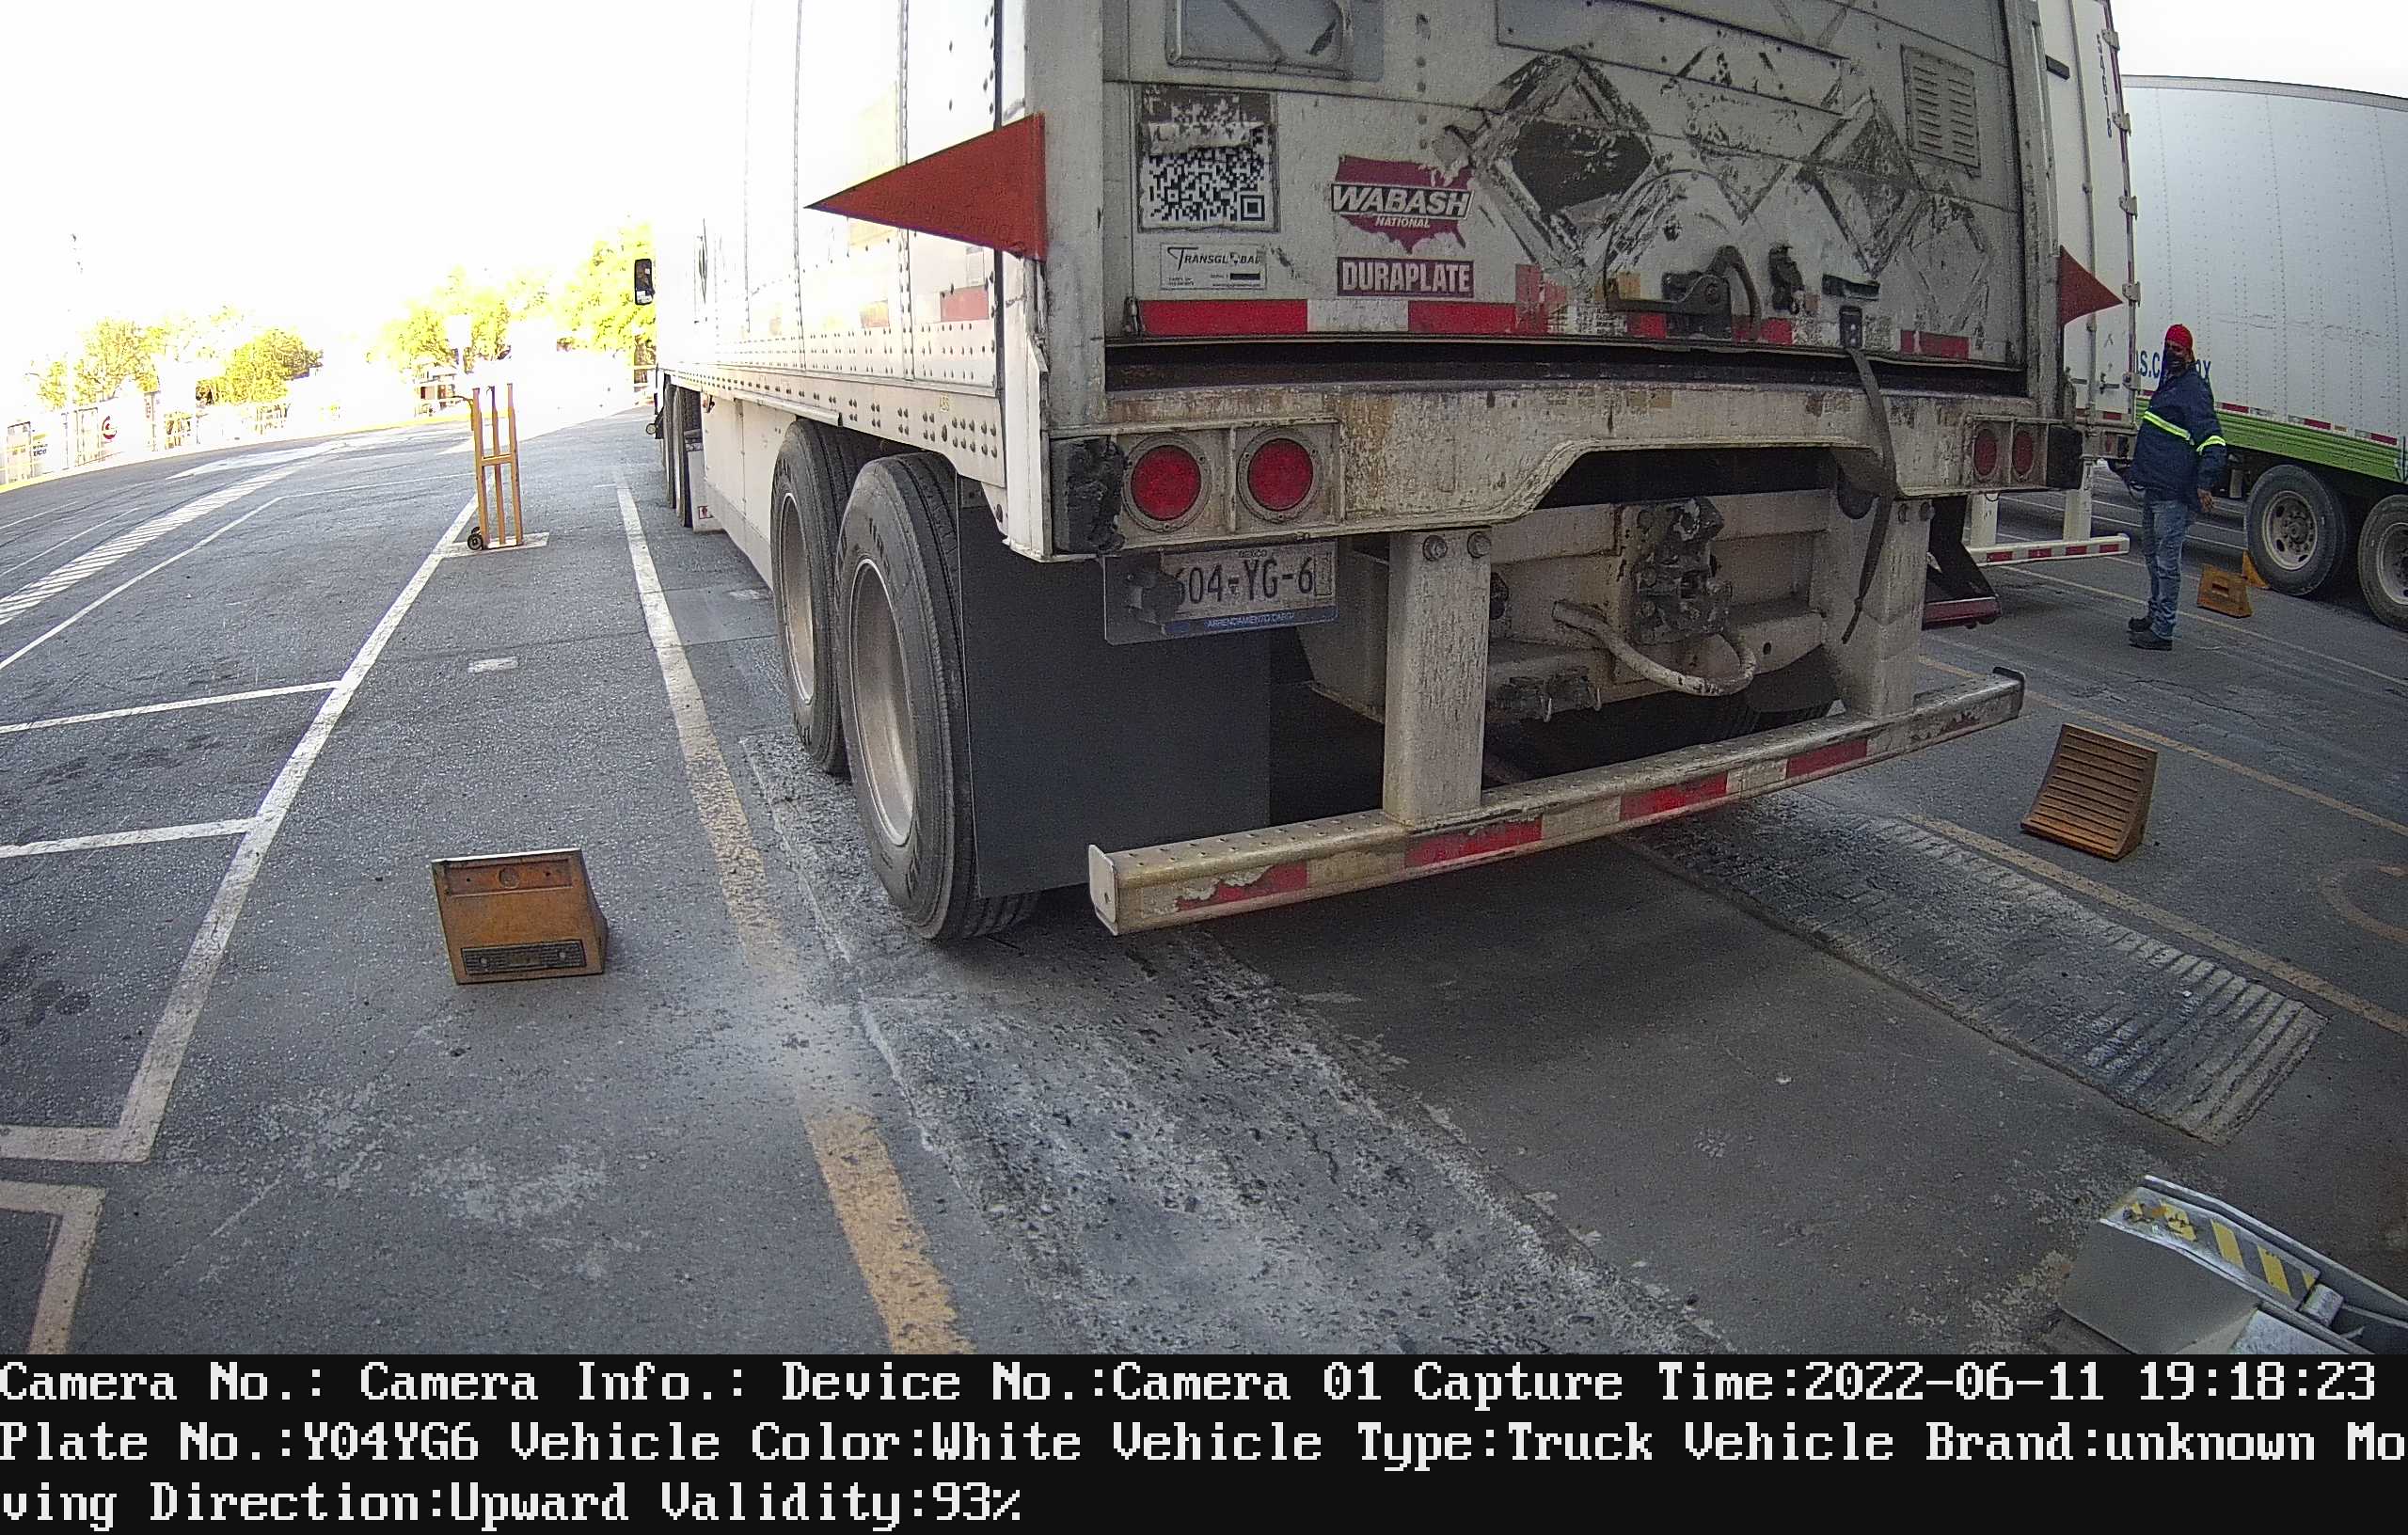 WABASH
NATIONAL
TRANSGLOBAL
DURAPLATE
604-YG-6
ARRENDAMIENTO CARGA
Camera No.: Camera Info.: Device No.:Camera 01 Capture Time:2022-06-11 19:18:23
Plate No.:Y04YG6 Vehicle Color:White Vehicle Type:Truck Vehicle Brand:unknown Mo
ving Direction:Upward Validity:93%